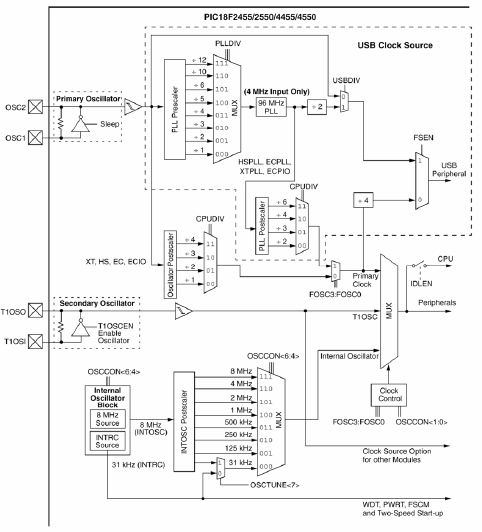 PIC18F2455/2550/4455/4550
PLLDIV
USB Clock Source
÷ 12
111
÷ 10
110
÷ 6
101
÷ 5
100
÷ 4
011
÷ 3
010
÷ 2
001
÷ 1
000
PLL Prescaler
MUX
(4 MHz Input Only)
96 MHz
PLL
÷ 2
USBDIV
0
1
Primary Oscillator
OSC2
OSC1
Sleep
HSPLL, ECPLL,
XTPLL, ECPIO
FSEN
1
0
USB
Peripheral
CPUDIV
PLL Postscaler
÷ 6
11
÷ 4
10
÷ 3
01
÷ 2
00
÷ 4
CPUDIV
XT, HS, EC, ECIO
Oscillator Postscaler
÷ 4
11
÷ 3
10
÷ 2
01
÷ 1
00
1
0
Primary
Clock
FOSC3:FOSC0
CPU
IDLEN
Peripherals
MUX
Secondary Oscillator
T1OSO
T1OSI
T1OSCEN
Enable
Oscillator
T1OSC
Internal Oscillator
OSCCON<6:4>
OSCCON<6:4>
Internal
Oscillator
Block
8 MHz
Source
INTRC
Source
8 MHz
(INTOSC)
31 kHz (INTRC)
INTOSC Postscaler
8 MHz
111
4 MHz
110
2 MHz
101
1 MHz
100
500 kHz
011
250 kHz
010
125 kHz
001
1
31 kHz
000
0
MUX
OSCTUNE<7>
Clock
Control
FOSC3:FOSC0
OSCCON<1:0>
Clock Source Option
for other Modules
WDT, PWRT, FSCM
and Two-Speed Start-up